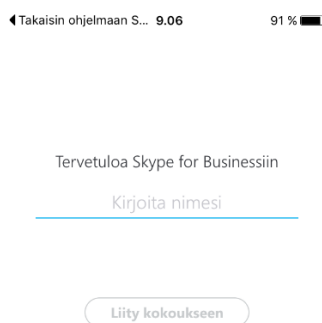 Takaisin ohjelmaan S... 9.06 91 %
Tervetuloa Skype for Businessiin
Kirjoita nimesi
Liity kokoukseen